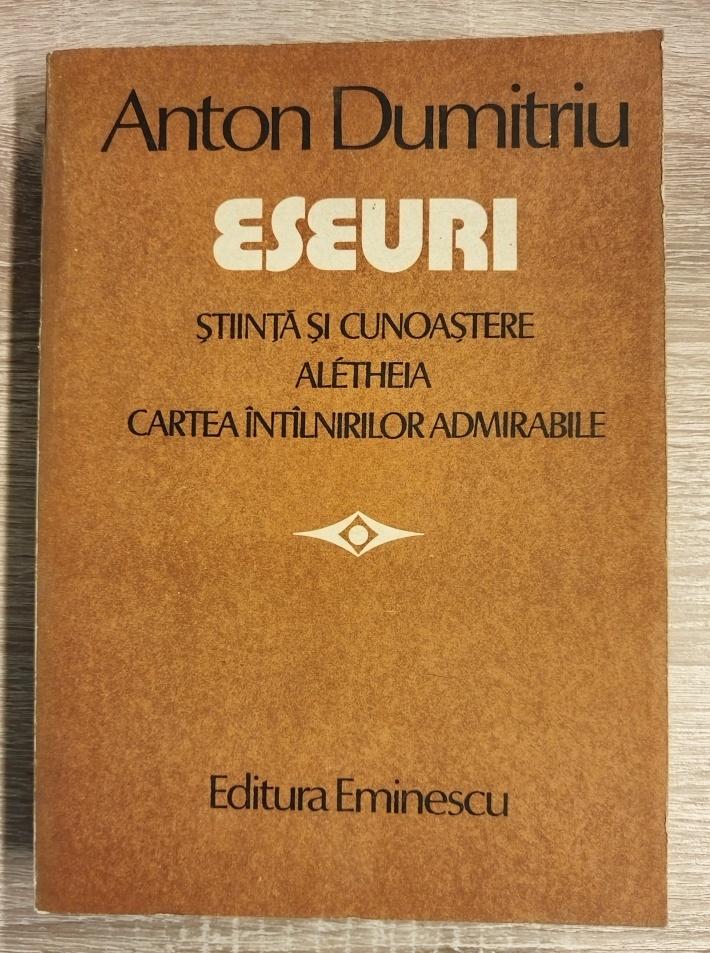 Anton Dumitriu
ESEURI
ŞTIINŢĂ ŞI CUNOAŞTERE
ALÉTHEIA
CARTEA ÎNTÎLNIRILOR ADMIRABILE
Editura Eminescu